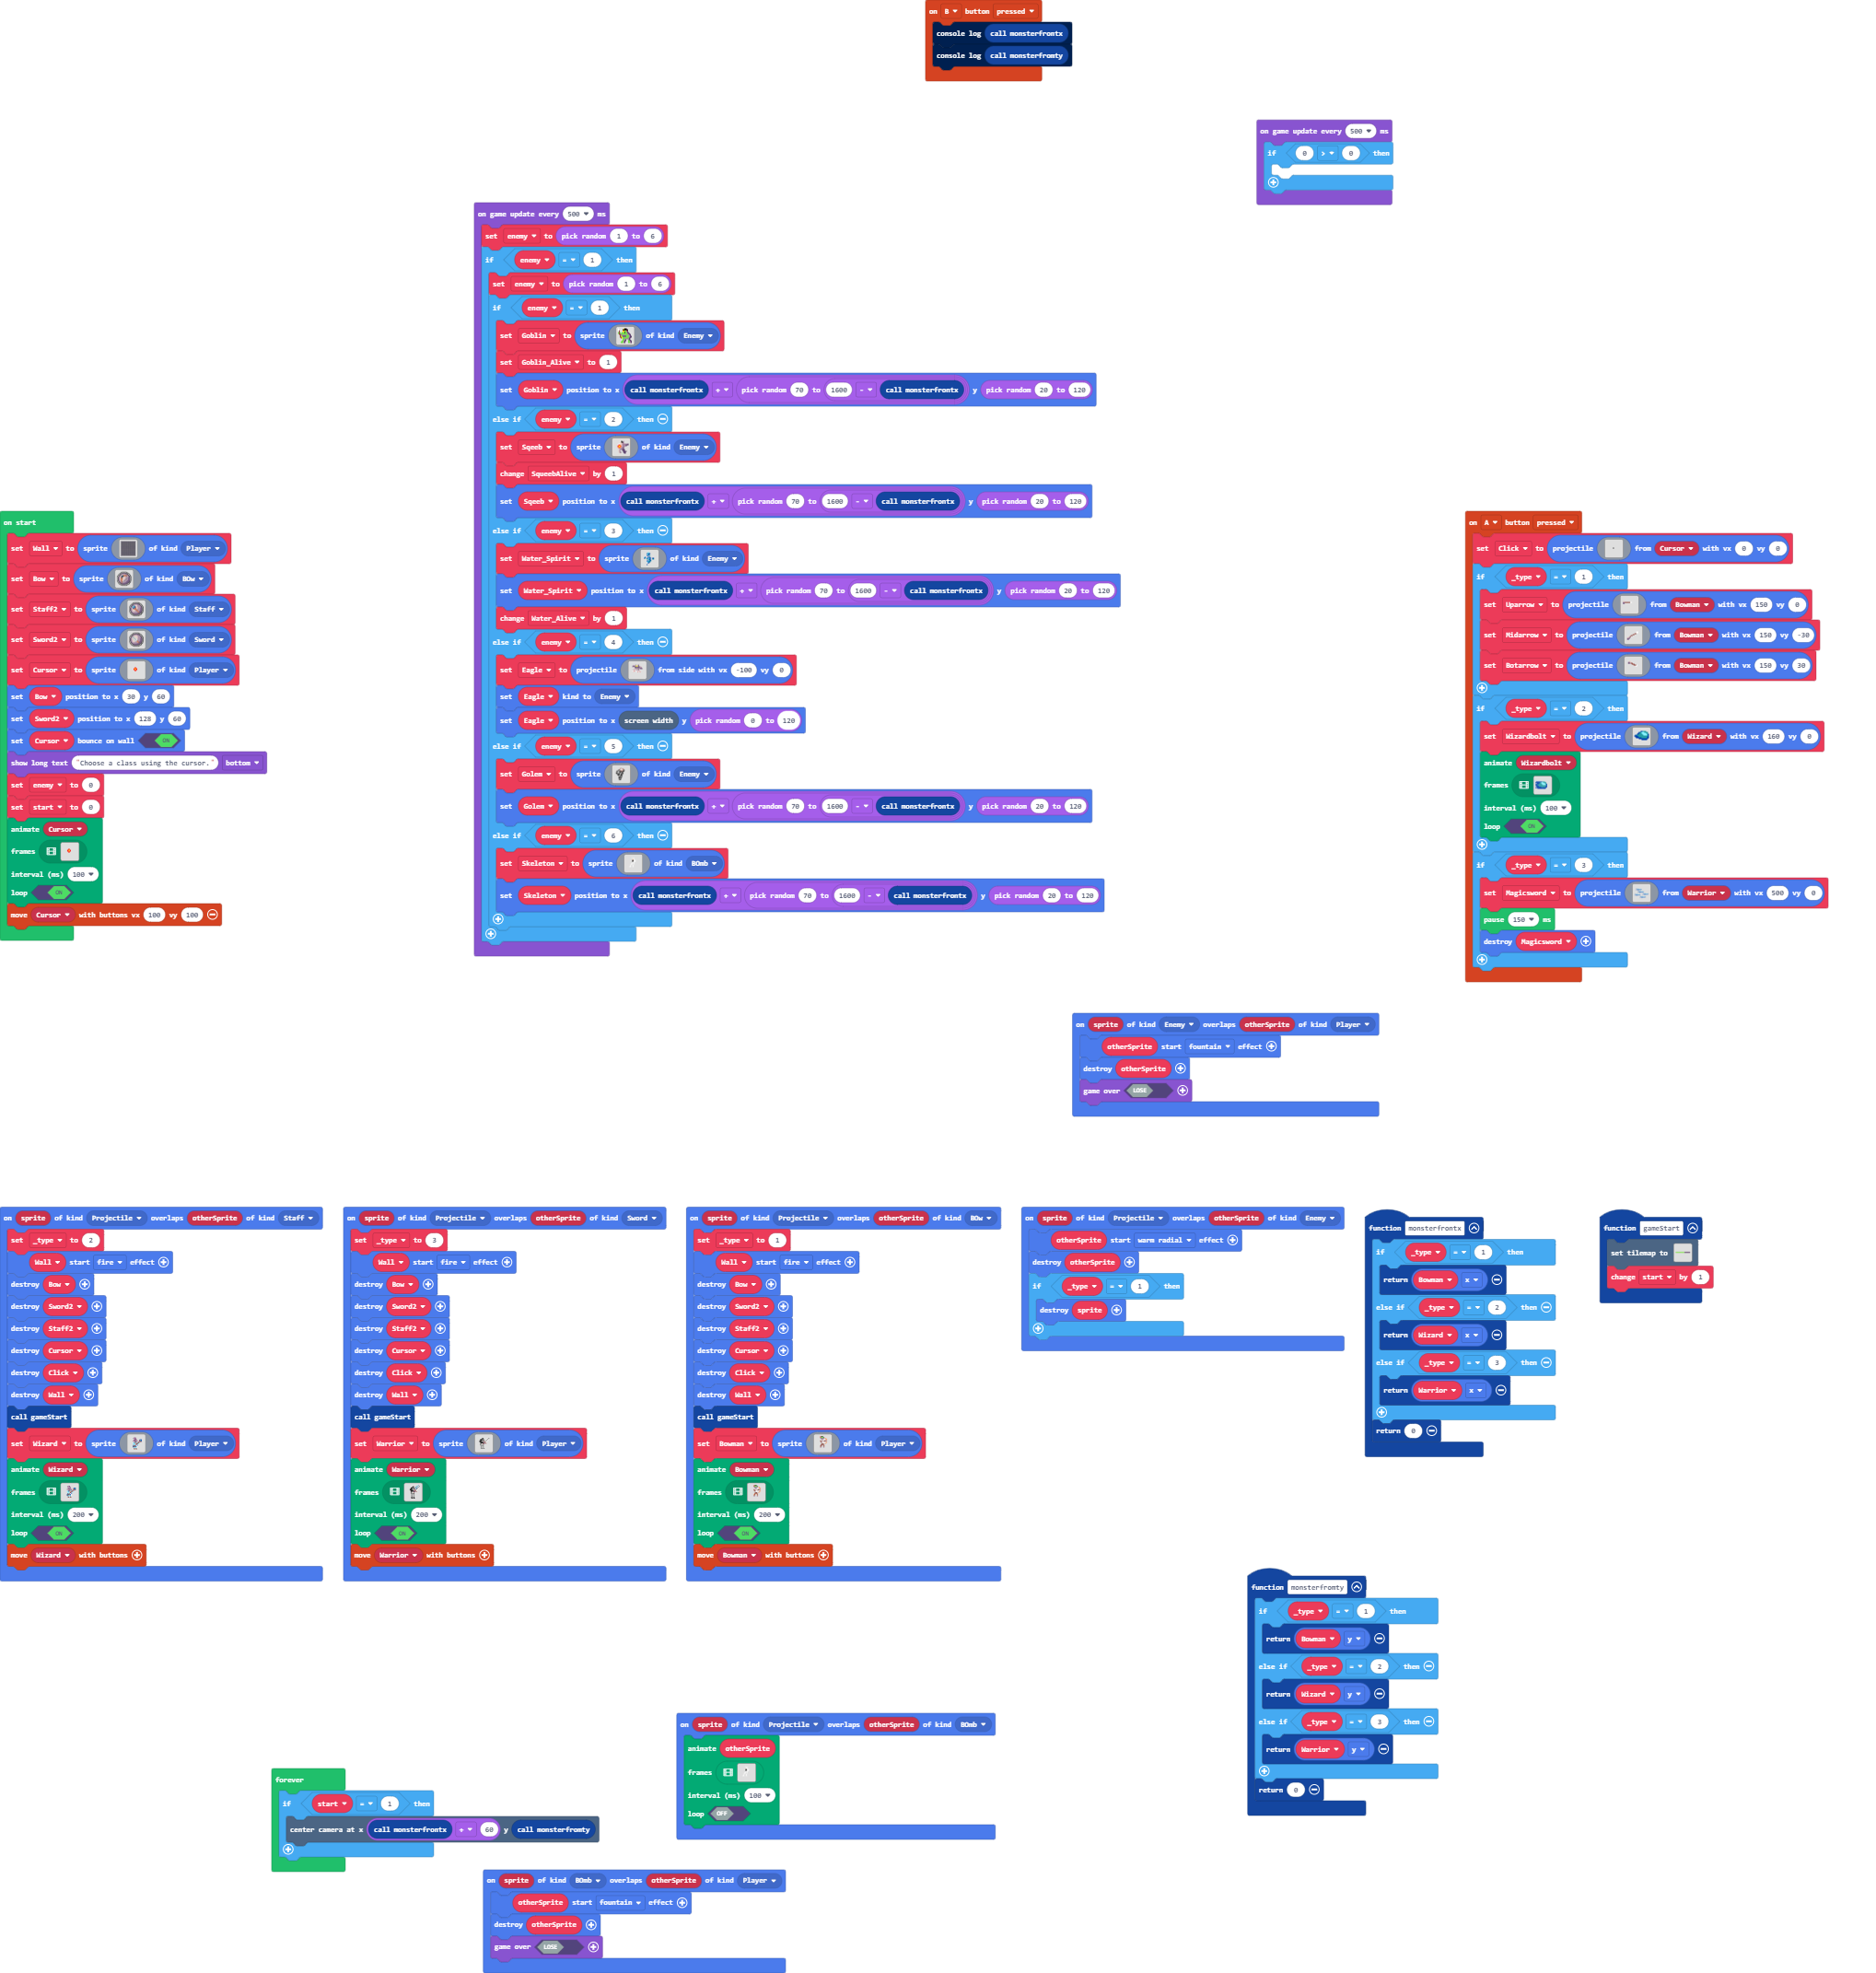 on B button pressed
console log call monsterfrontx
console log call monsterfromty
on game update every 500 ms
if 0 > 0 then
on game update every 500 ms
set enemy to pick random 1 to 6
if enemy = 1 then
set enemy to pick random 1 to 6
if enemy = 1 then
set Goblin to sprite of kind Enemy
set Goblin_Alive to 1
set Goblin position to x call monsterfrontx + pick random 70 to 1600 - call monsterfrontx y pick random 20 to 120
else if enemy = 2 then
set Sqeeb to sprite of kind Enemy
change SqueebAlive by 1
set Sqeeb position to x call monsterfrontx + pick random 70 to 1600 - call monsterfrontx y pick random 20 to 120
else if enemy = 3 then
set Water_Spirit to sprite of kind Enemy
set Water_Spirit position to x call monsterfrontx + pick random 70 to 1600 - call monsterfrontx y pick random 20 to 120
change Water_Alive by 1
else if enemy = 4 then
set Eagle to projectile from side with vx -100 vy 0
set Eagle kind to Enemy
set Eagle position to x screen width y pick random 0 to 120
else if enemy = 5 then
set Golem to sprite of kind Enemy
set Golem position to x call monsterfrontx + pick random 70 to 1600 - call monsterfrontx y pick random 20 to 120
else if enemy = 6 then
set Skeleton to sprite of kind BOmb
set Skeleton position to x call monsterfrontx + pick random 70 to 1600 - call monsterfrontx y pick random 20 to 120
on start
set Wall to sprite of kind Player
set Bow to sprite of kind BOw
set Staff2 to sprite of kind Staff
set Sword2 to sprite of kind Sword
set Cursor to sprite of kind Player
set Bow position to x 30 y 60
set Sword2 position to x 128 y 60
set Cursor bounce on wall ON
show long text "Choose a class using the cursor." bottom
set enemy to 0
set start to 0
animate Cursor
frames
interval (ms) 100
loop ON
move Cursor with buttons vx 100 vy 100
on A button pressed
set Click to projectile from Cursor with vx 0 vy 0
if _type = 1 then
set Uparrow to projectile from Bowman with vx 150 vy 0
set Midarrow to projectile from Bowman with vx 150 vy -30
set Botarrow to projectile from Bowman with vx 150 vy 30
if _type = 2 then
set Wizardbolt to projectile from Wizard with vx 160 vy 0
animate Wizardbolt
frames
interval (ms) 100
loop ON
if _type = 3 then
set Magicsword to projectile from Warrior with vx 500 vy 0
pause 150 ms
destroy Magicsword
on sprite of kind Enemy overlaps otherSprite of kind Player
otherSprite start fountain effect
destroy otherSprite
game over LOSE
on sprite of kind Projectile overlaps otherSprite of kind Staff
set _type to 2
Wall start fire effect
destroy Bow
destroy Sword2
destroy Staff2
destroy Cursor
destroy Click
destroy Wall
call gameStart
set Wizard to sprite of kind Player
animate Wizard
frames
interval (ms) 200
loop ON
move Wizard with buttons
on sprite of kind Projectile overlaps otherSprite of kind Sword
set _type to 3
Wall start fire effect
destroy Bow
destroy Sword2
destroy Staff2
destroy Cursor
destroy Click
destroy Wall
call gameStart
set Warrior to sprite of kind Player
animate Warrior
frames
interval (ms) 200
loop ON
move Warrior with buttons
on sprite of kind Projectile overlaps otherSprite of kind BOw
set _type to 1
Wall start fire effect
destroy Bow
destroy Sword2
destroy Staff2
destroy Cursor
destroy Click
destroy Wall
call gameStart
set Bowman to sprite of kind Player
animate Bowman
frames
interval (ms) 200
loop ON
move Bowman with buttons
on sprite of kind Projectile overlaps otherSprite of kind Enemy
otherSprite start warm radial effect
destroy otherSprite
if _type = 1 then
destroy sprite
function monsterfrontx
if _type = 1 then
return Bowman x
else if _type = 2 then
return Wizard x
else if _type = 3 then
return Warrior x
return 0
function gameStart
set tilemap to
change start by 1
function monsterfromty
if _type = 1 then
return Bowman y
else if _type = 2 then
return Wizard y
else if _type = 3 then
return Warrior y
return 0
on sprite of kind Projectile overlaps otherSprite of kind BOmb
animate otherSprite
frames
interval (ms) 100
loop OFF
forever
if start = 1 then
center camera at x call monsterfrontx + 60 y call monsterfromty
on sprite of kind BOmb overlaps otherSprite of kind Player
otherSprite start fountain effect
destroy otherSprite
game over LOSE